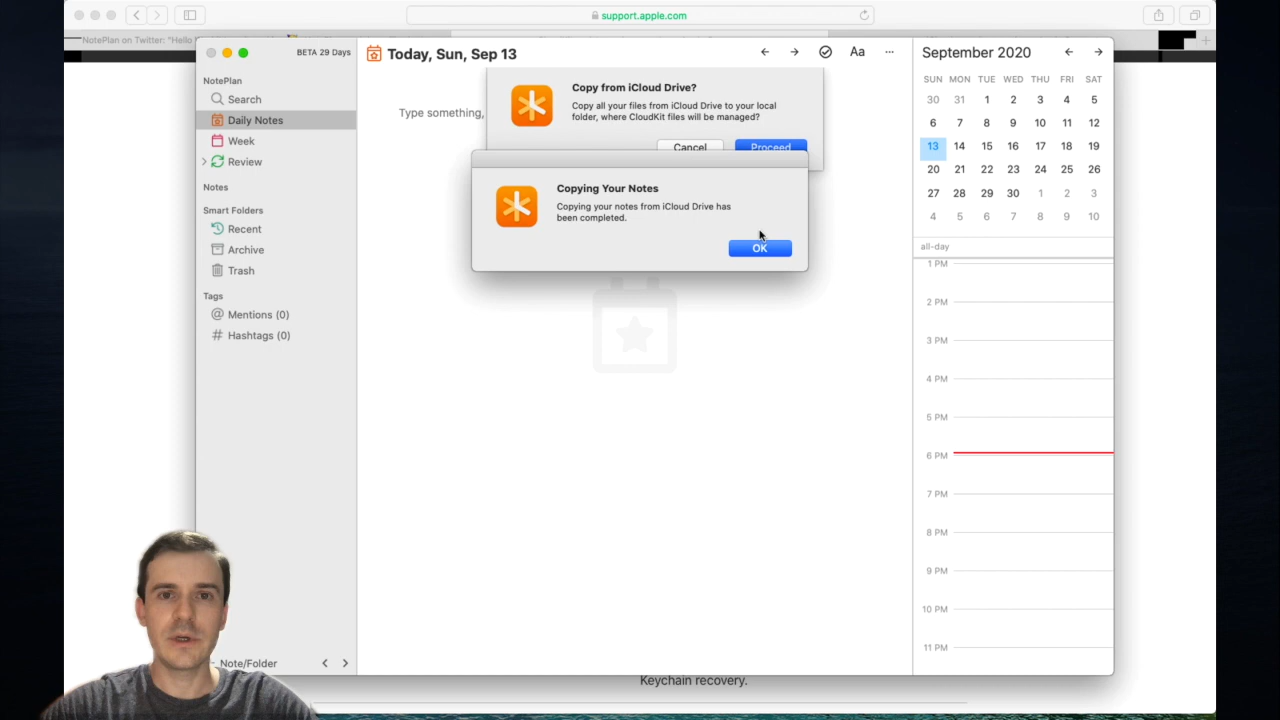 support.apple.com
NotePlan on Twitter: "Hello
BETA 29 Days
Today, Sun, Sep 13
Aa
NotePlan
Search
Daily Notes
Week
Review
Notes
Smart Folders
Recent
Archive
Trash
Tags
@ Mentions (0)
# Hashtags (0)
Note/Folder
Type something,
Copy from iCloud Drive?
Copy all your files from iCloud Drive to your local
folder, where CloudKit files will be managed?
Cancel
Proceed
Copying Your Notes
Copying your notes from iCloud Drive has
been completed.
OK
September 2020
SUN MON TUE WED THU FRI SAT
30 31 1 2 3 4 5
6 7 8 9 10 11 12
13 14 15 16 17 18 19
20 21 22 23 24 25 26
27 28 29 30 1 2 3
4 5 6 7 8 9 10
all-day
1 PM
2 PM
3 PM
4 PM
5 PM
6 PM
7 PM
8 PM
9 PM
10 PM
11 PM
Keychain recovery.